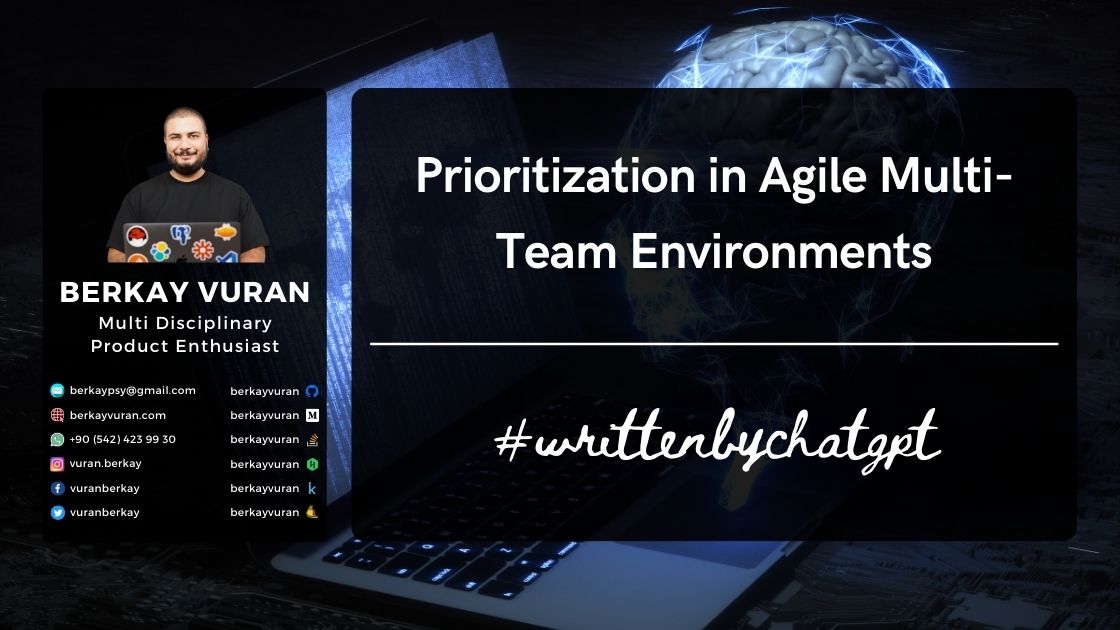 BERKAY VURAN
Multi Disciplinary
Product Enthusiast
berkaypsy@gmail.com
berkayvuran.com
+90 (542) 423 99 30
vuran.berkay
vuranberkay
vuranberkay
berkayvuran
berkayvuran
M
berkayvuran
berkayvuran
berkayvuran
k
berkayvuran
Prioritization in Agile Multi-
Team Environments
#writtenbychatgpt